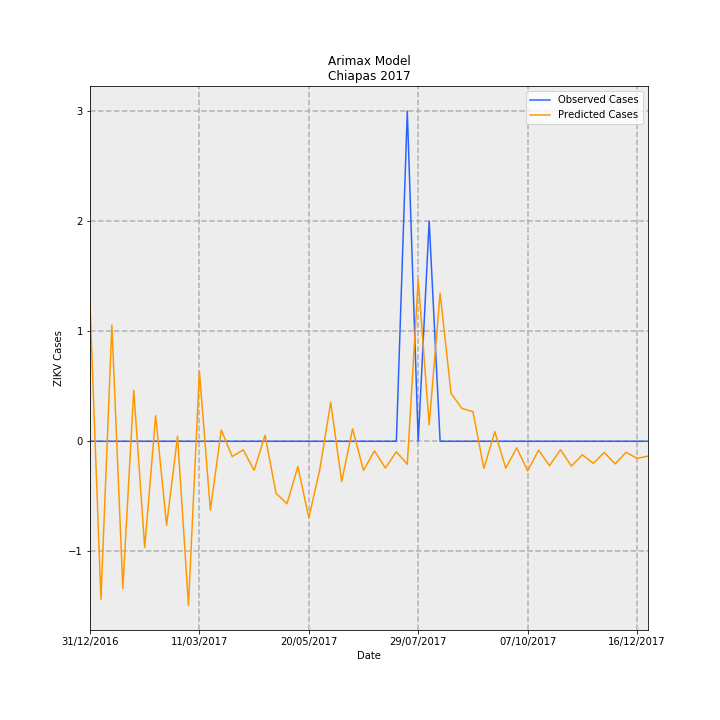 Arimax Model
Chiapas 2017
Observed Cases
Predicted Cases
3
2
1
0
−1
ZIKV Cases
31/12/2016 11/03/2017 20/05/2017 29/07/2017 07/10/2017 16/12/2017
Date